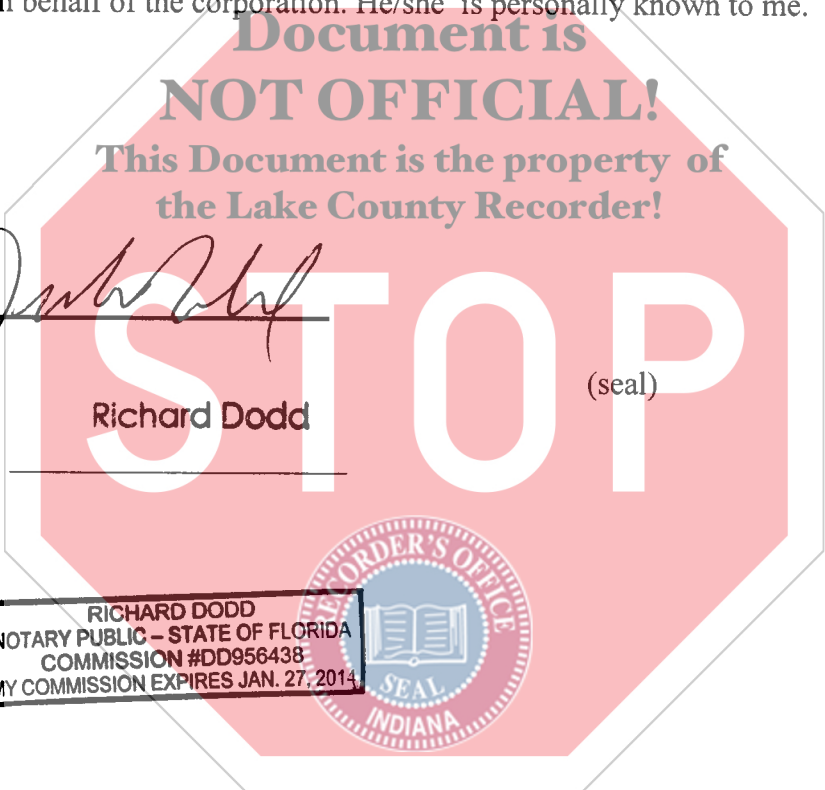 n behalf of the corporation. He/she is personally known to me.
Document is
NOT OFFICIAL!
This Document is the property of
the Lake County Recorder!
STOP
(seal)
Richard Dodd
RECORDER'S OFFICE
RICHARD DODD
NOTARY PUBLIC – STATE OF FLORIDA
COMMISSION #DD956438
MY COMMISSION EXPIRES JAN. 27, 2014
SEAL
INDIANA